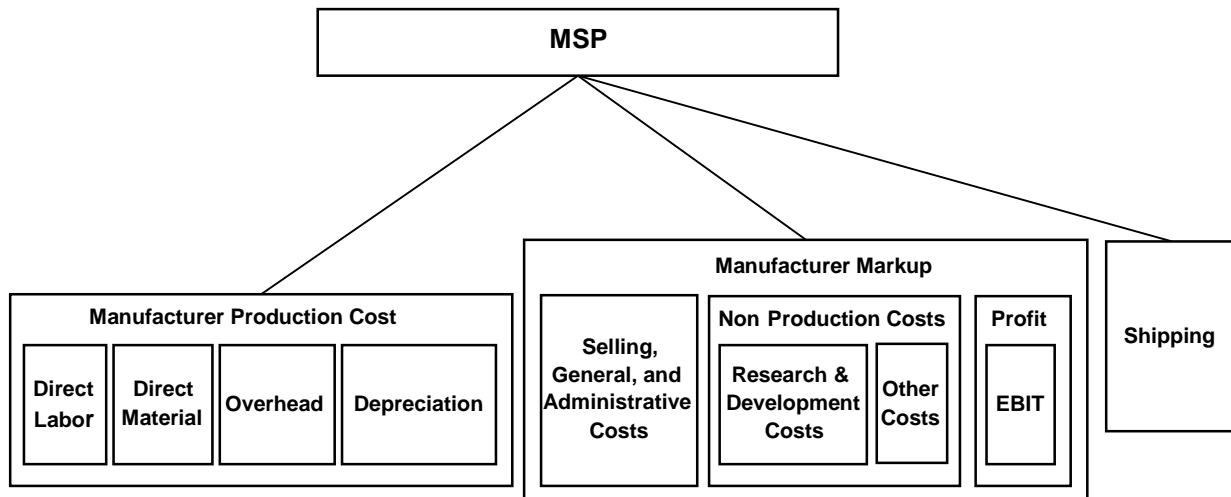 MSP
Manufacturer Markup
Manufacturer Production Cost
Direct
Labor
Direct
Material
Overhead
Depreciation
Selling,
General, and
Administrative
Costs
Non Production Costs
Research &
Development
Costs
Other
Costs
Profit
EBIT
Shipping